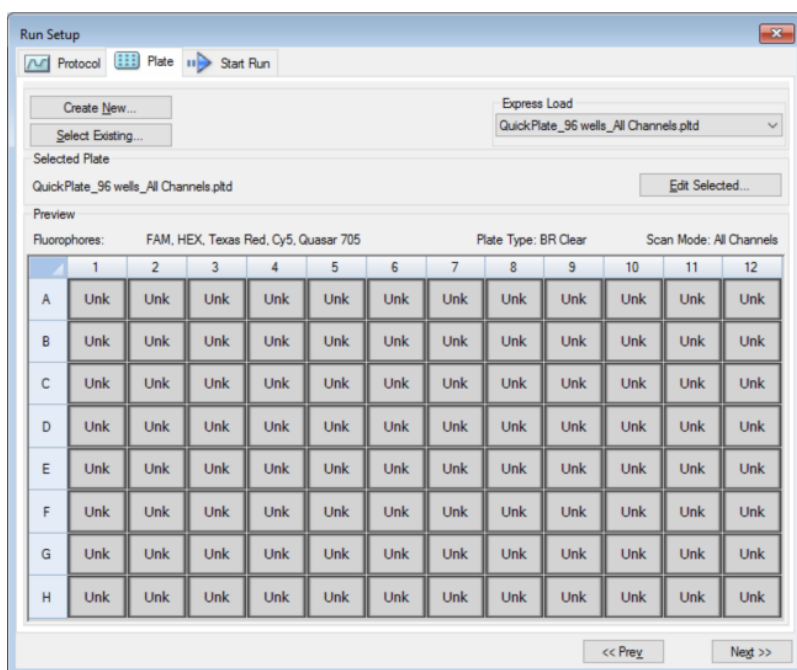 Run Setup
Protocol Plate Start Run
Create New...
Express Load
QuickPlate_96 wells_All Channels.pltd
Select Existing...
Selected Plate
QuickPlate_96 wells_All Channels.pltd Edit Selected...
Preview
Fluorophores: FAM, HEX, Texas Red, Cy5, Quasar 705 Plate Type: BR Clear Scan Mode: All Channels
1 2 3 4 5 6 7 8 9 10 11 12
A Unk Unk Unk Unk Unk Unk Unk Unk Unk Unk Unk Unk
B Unk Unk Unk Unk Unk Unk Unk Unk Unk Unk Unk Unk
C Unk Unk Unk Unk Unk Unk Unk Unk Unk Unk Unk Unk
D Unk Unk Unk Unk Unk Unk Unk Unk Unk Unk Unk Unk
E Unk Unk Unk Unk Unk Unk Unk Unk Unk Unk Unk Unk
F Unk Unk Unk Unk Unk Unk Unk Unk Unk Unk Unk Unk
G Unk Unk Unk Unk Unk Unk Unk Unk Unk Unk Unk Unk
H Unk Unk Unk Unk Unk Unk Unk Unk Unk Unk Unk Unk
<< Prev Next >>